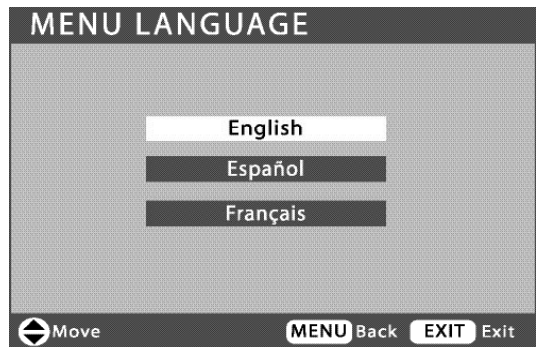 MENU LANGUAGE
English
Español
Français
Move MENU Back EXIT Exit